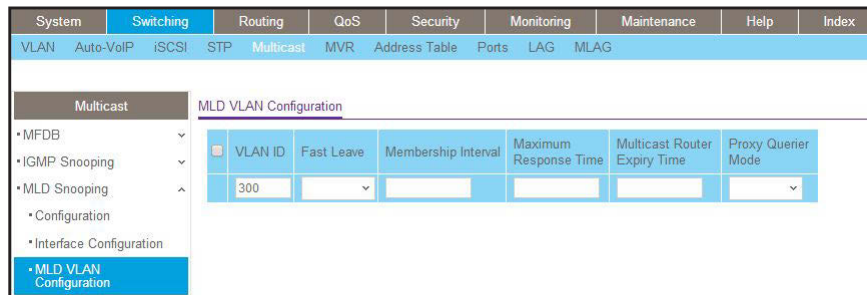 System Switching Routing QoS Security Monitoring Maintenance Help Index
VLAN Auto-VoIP iSCSI STP Multicast MVR Address Table Ports LAG MLAG
Multicast
MLD VLAN Configuration
MFDB
IGMP Snooping
MLD Snooping
Configuration
Interface Configuration
MLD VLAN
Configuration
VLAN ID Fast Leave Membership Interval Maximum
Response Time Multicast Router
Expiry Time Proxy Querier
Mode
300